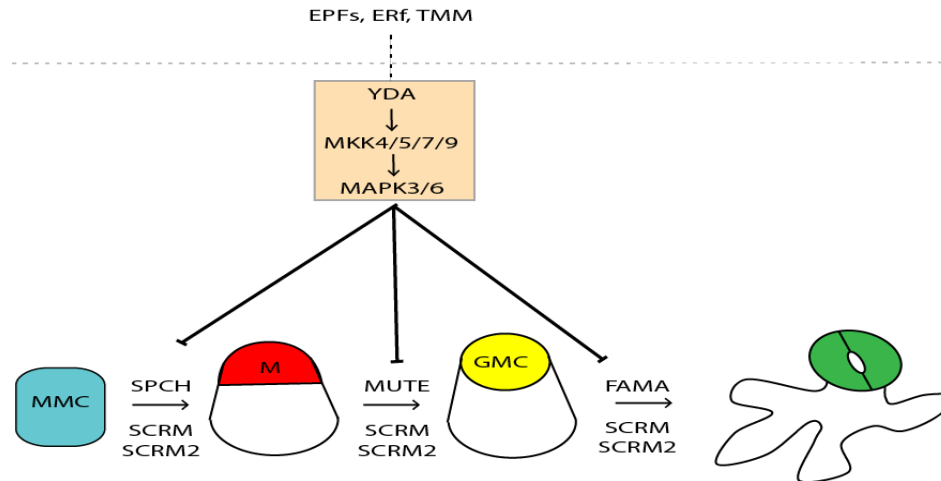 EPFs, ERf, TMM
YDA
MKK4/5/7/9
MAPK3/6
MMC
SPCH
SCRM
SCRM2
M
MUTE
SCRM
SCRM2
GMC
FAMA
SCRM
SCRM2